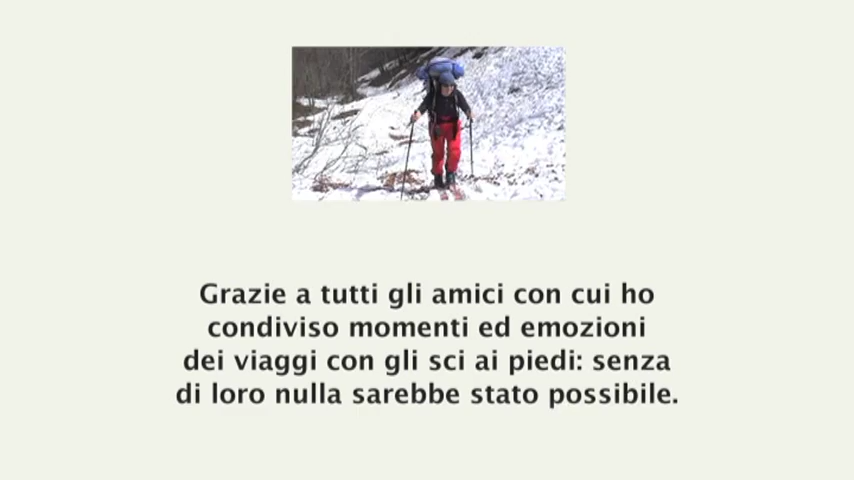 Grazie a tutti gli amici con cui ho
condiviso momenti ed emozioni
dei viaggi con gli sci ai piedi: senza
di loro nulla sarebbe stato possibile.